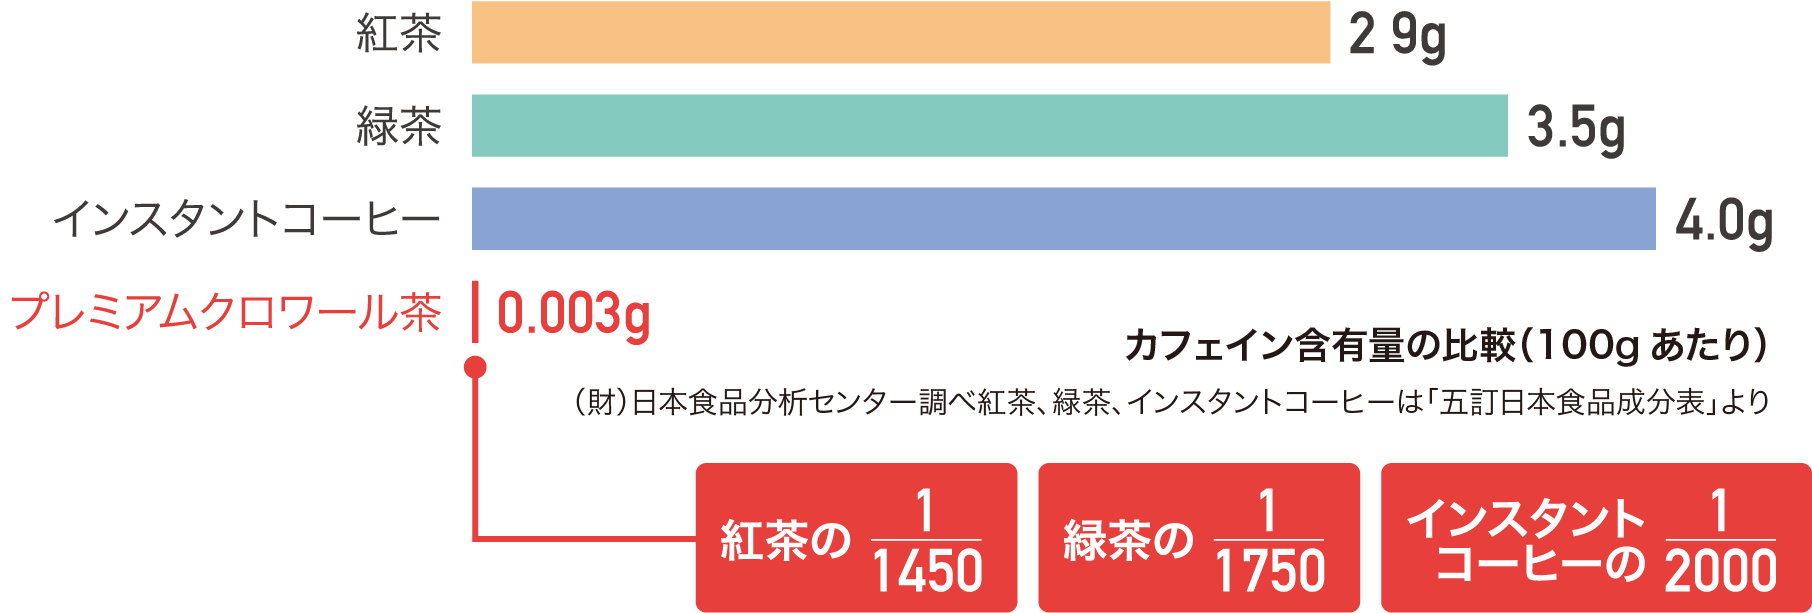 紅茶 2 9g
緑茶 3.5g
インスタントコーヒー 4.0g
プレミアムクロワール茶 0.003g
カフェイン含有量の比較（100gあたり）
（財）日本食品分析センター調べ紅茶、緑茶、インスタントコーヒーは「五訂日本食品成分表」より
紅茶の 1/1450
緑茶の 1/1750
インスタント
コーヒーの 1/2000